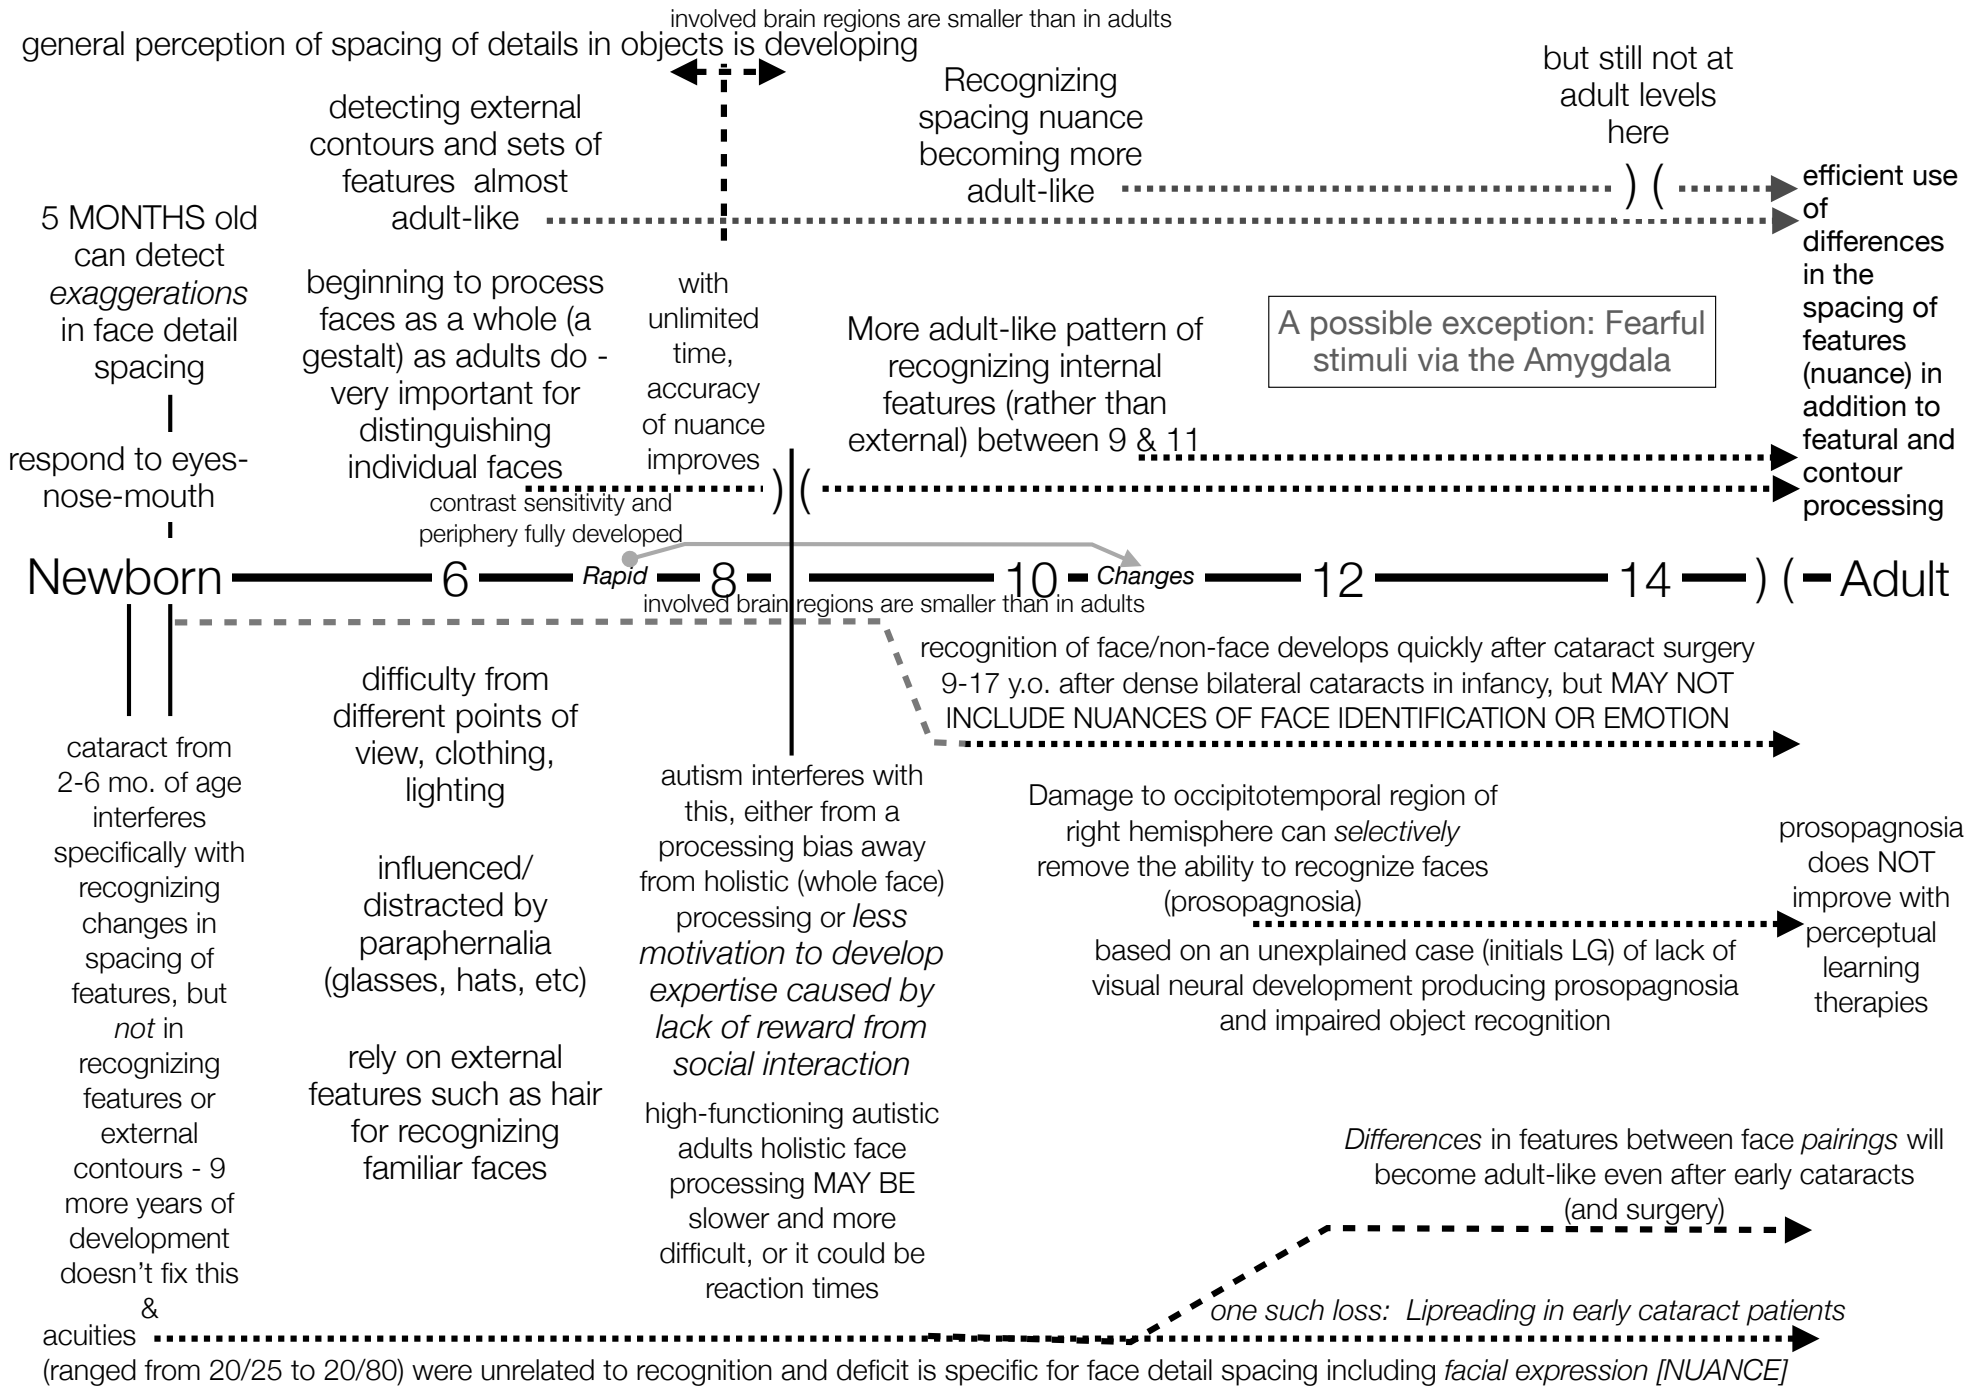 involved brain regions are smaller than in adults
general perception of spacing of details in objects is developing
detecting external
contours and sets of
features almost
adult-like
Recognizing
spacing nuance
becoming more
adult-like
but still not at
adult levels
here
) (
efficient use
of
differences
in the
spacing of
features
(nuance) in
addition to
featural and
contour
processing
5 MONTHS old
can detect
exaggerations
in face detail
spacing
respond to eyes-
nose-mouth
beginning to process
faces as a whole (a
gestalt) as adults do -
very important for
distinguishing
individual faces
with
unlimited
time,
accuracy
of nuance
improves
) (
More adult-like pattern of
recognizing internal
features (rather than
external) between 9 & 11
A possible exception: Fearful
stimuli via the Amygdala
contrast sensitivity and
periphery fully developed
Newborn 6 Rapid 8 10 Changes 12 14 ) ( Adult
involved brain regions are smaller than in adults
cataract from
2-6 mo. of age
interferes
specifically with
recognizing
changes in
spacing of
features, but
not in
recognizing
features or
external
contours - 9
more years of
development
doesn't fix this
&
acuities
(ranged from 20/25 to 20/80) were unrelated to recognition and deficit is specific for face detail spacing including facial expression [NUANCE]
difficulty from
different points of
view, clothing,
lighting
influenced/
distracted by
paraphernalia
(glasses, hats, etc)
rely on external
features such as hair
for recognizing
familiar faces
autism interferes with
this, either from a
processing bias away
from holistic (whole face)
processing or less
motivation to develop
expertise caused by
lack of reward from
social interaction
high-functioning autistic
adults holistic face
processing MAY BE
slower and more
difficult, or it could be
reaction times
recognition of face/non-face develops quickly after cataract surgery
9-17 y.o. after dense bilateral cataracts in infancy, but MAY NOT
INCLUDE NUANCES OF FACE IDENTIFICATION OR EMOTION
Damage to occipitotemporal region of
right hemisphere can selectively
remove the ability to recognize faces
(prosopagnosia)
based on an unexplained case (initials LG) of lack of
visual neural development producing prosopagnosia
and impaired object recognition
prosopagnosia
does NOT
improve with
perceptual
learning
therapies
Differences in features between face pairings will
become adult-like even after early cataracts
(and surgery)
one such loss: Lipreading in early cataract patients